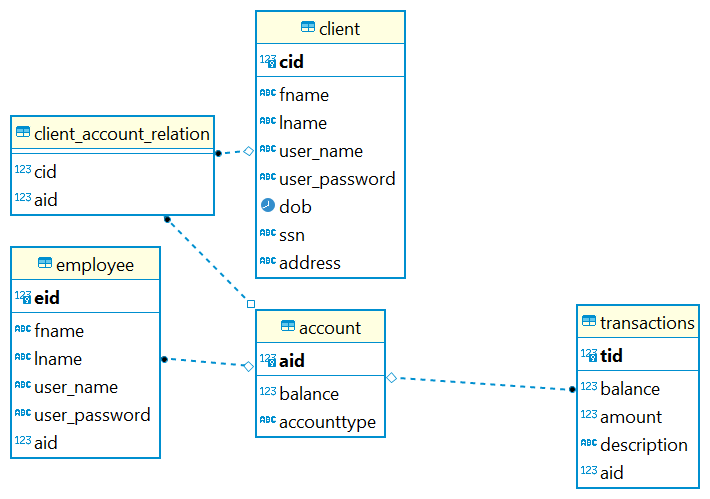 client
123 cid
ABC fname
ABC lname
ABC user_name
ABC user_password
dob
ABC ssn
ABC address
client_account_relation
123 cid
123 aid
employee
123 eid
ABC fname
ABC lname
ABC user_name
ABC user_password
123 aid
account
123 aid
123 balance
ABC accounttype
transactions
123 tid
123 balance
123 amount
ABC description
123 aid